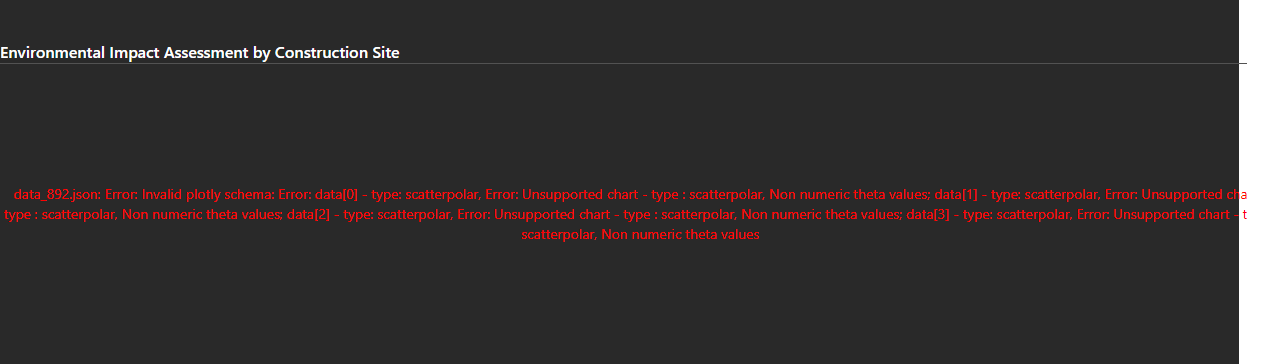 Environmental Impact Assessment by Construction Site
data_892.json: Error: Invalid plotly schema: Error: data[0] - type: scatterpolar, Error: Unsupported chart - type : scatterpolar, Non numeric theta values; data[1] - type: scatterpolar, Error: Unsupported cha
type : scatterpolar, Non numeric theta values; data[2] - type: scatterpolar, Error: Unsupported chart - type : scatterpolar, Non numeric theta values; data[3] - type: scatterpolar, Error: Unsupported chart - t
scatterpolar, Non numeric theta values